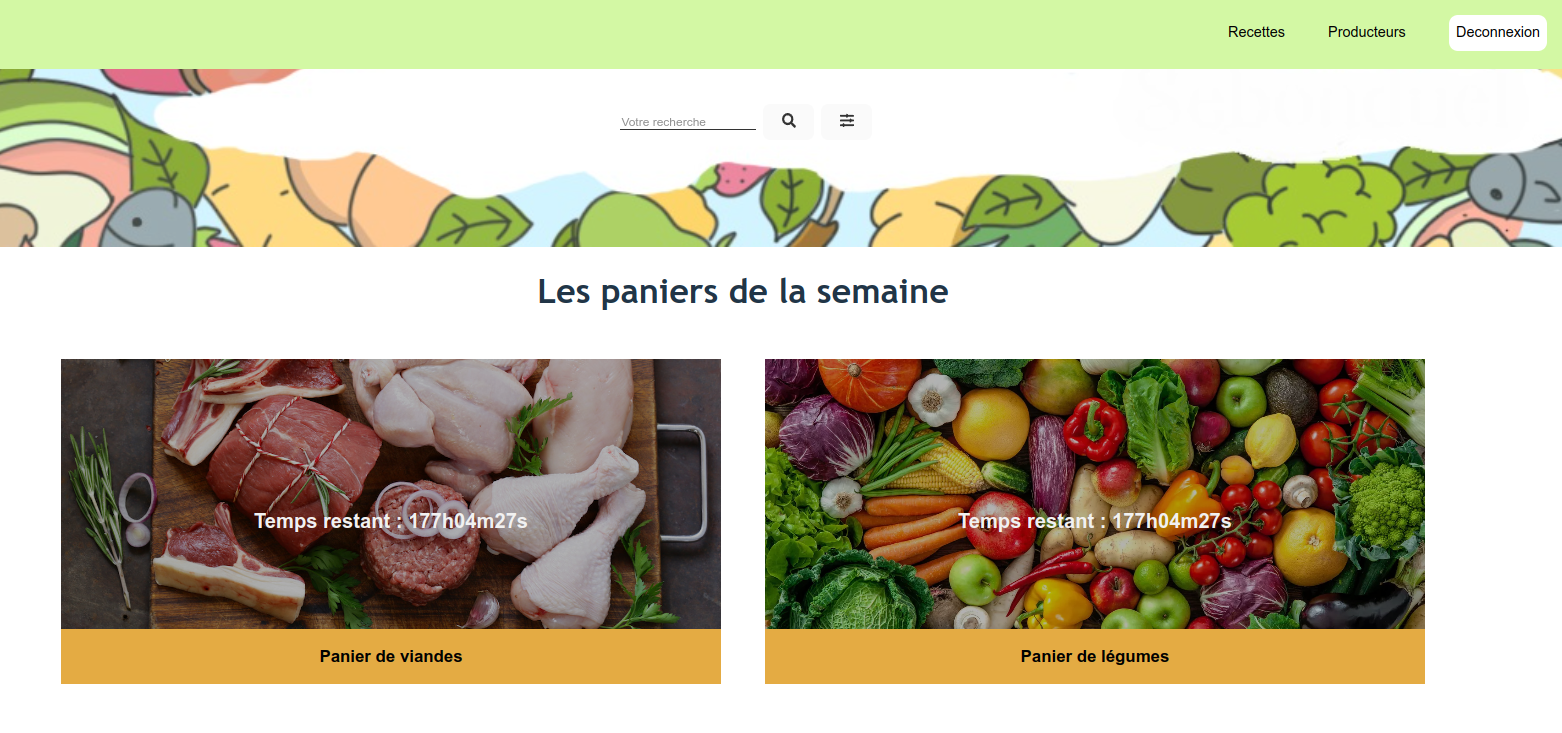 Recettes
Producteurs
Deconnexion
Votre recherche
Les paniers de la semaine
Temps restant : 177h04m27s
Temps restant : 177h04m27s
Panier de viandes
Panier de légumes